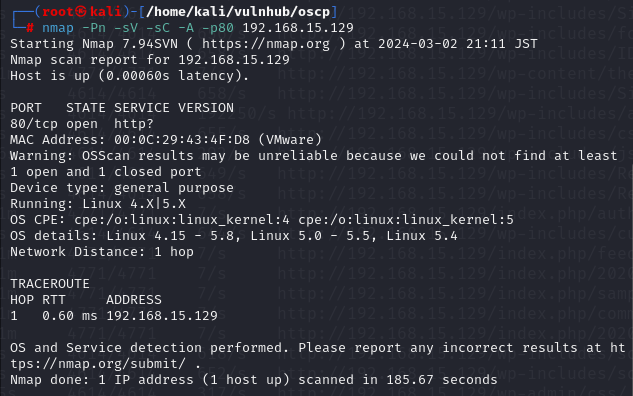 ┌──(root㉿kali)-[/home/kali/vulnhub/oscp]
└─# nmap -Pn -sV -sC -A -p80 192.168.15.129
Starting Nmap 7.94SVN ( https://nmap.org ) at 2024-03-02 21:11 JST
Nmap scan report for 192.168.15.129
Host is up (0.00060s latency).

PORT   STATE SERVICE VERSION
80/tcp open  http?
MAC Address: 00:0C:29:43:4F:D8 (VMware)
Warning: OSScan results may be unreliable because we could not find at least
1 open and 1 closed port
Device type: general purpose
Running: Linux 4.X|5.X
OS CPE: cpe:/o:linux:linux_kernel:4 cpe:/o:linux:linux_kernel:5
OS details: Linux 4.15 - 5.8, Linux 5.0 - 5.5, Linux 5.4
Network Distance: 1 hop

TRACEROUTE
HOP RTT     ADDRESS
1   0.60 ms 192.168.15.129

OS and Service detection performed. Please report any incorrect results at ht
tps://nmap.org/submit/ .
Nmap done: 1 IP address (1 host up) scanned in 185.67 seconds